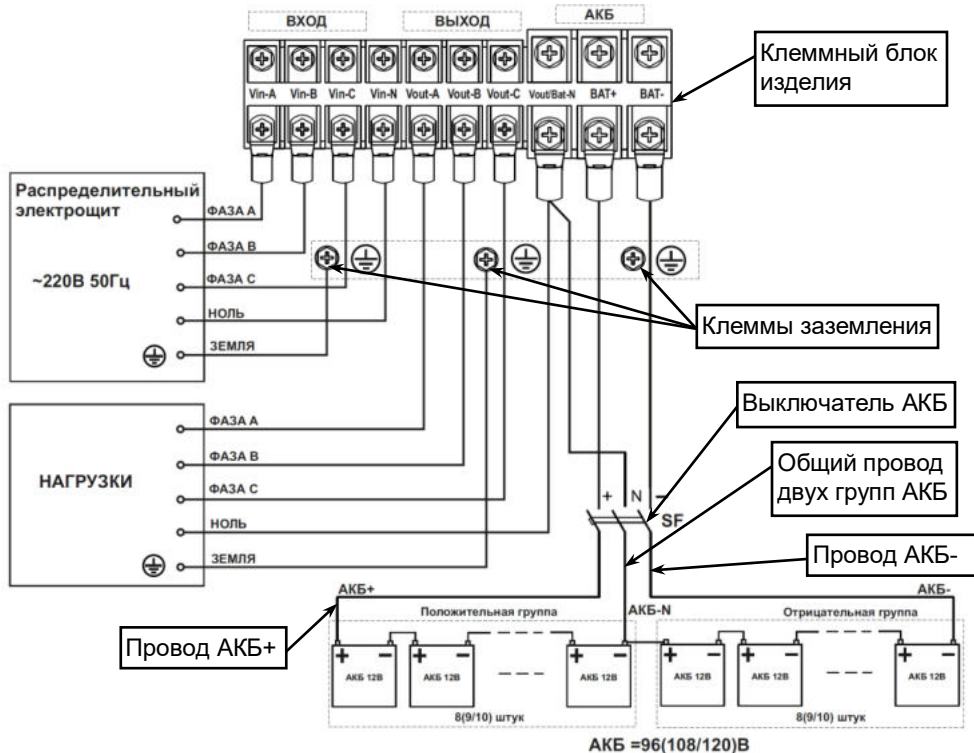 ВХОД
ВЫХОД
АКБ
Клеммный блок
изделия
Vin-A Vin-B Vin-C Vin-N Vout-A Vout-B Vout-C Vout/Bat-N BAT+ BAT-
Распределительный
электрощит
~220В 50Гц
ФАЗА А
ФАЗА В
ФАЗА С
НОЛЬ
ЗЕМЛЯ
Клеммы заземления
НАГРУЗКИ
ФАЗА А
ФАЗА В
ФАЗА С
НОЛЬ
ЗЕМЛЯ
Выключатель АКБ
Общий провод
двух групп АКБ
+ N -
SF
Провод АКБ-
АКБ+
АКБ-N
АКБ-
Провод АКБ+
Положительная группа
Отрицательная группа
+ - + - + - + - + - + -
АКБ 12В АКБ 12В АКБ 12В АКБ 12В АКБ 12В АКБ 12В
8(9/10) штук
8(9/10) штук
АКБ =96(108/120)В